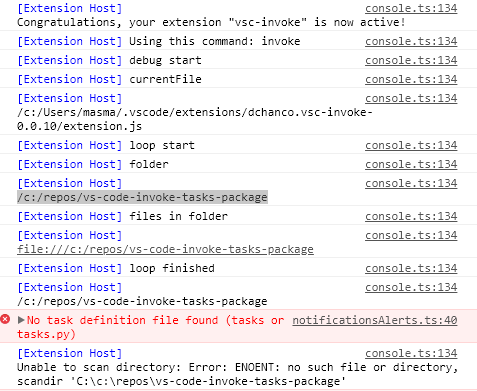 [Extension Host] console.ts:134
Congratulations, your extension "vsc-invoke" is now active!
[Extension Host] Using this command: invoke console.ts:134
[Extension Host] debug start console.ts:134
[Extension Host] currentFile console.ts:134
[Extension Host] console.ts:134
/c:/Users/masma/.vscode/extensions/dchanco.vsc-invoke-
0.0.10/extension.js
[Extension Host] loop start console.ts:134
[Extension Host] folder console.ts:134
[Extension Host] console.ts:134
/c:/repos/vs-code-invoke-tasks-package
[Extension Host] files in folder console.ts:134
[Extension Host] console.ts:134
file:///c:/repos/vs-code-invoke-tasks-package
[Extension Host] loop finished console.ts:134
[Extension Host] console.ts:134
/c:/repos/vs-code-invoke-tasks-package
No task definition file found (tasks or notificationsAlerts.ts:40
tasks.py)
[Extension Host] console.ts:134
Unable to scan directory: Error: ENOENT: no such file or directory,
scandir 'C:\c:\repos\vs-code-invoke-tasks-package'